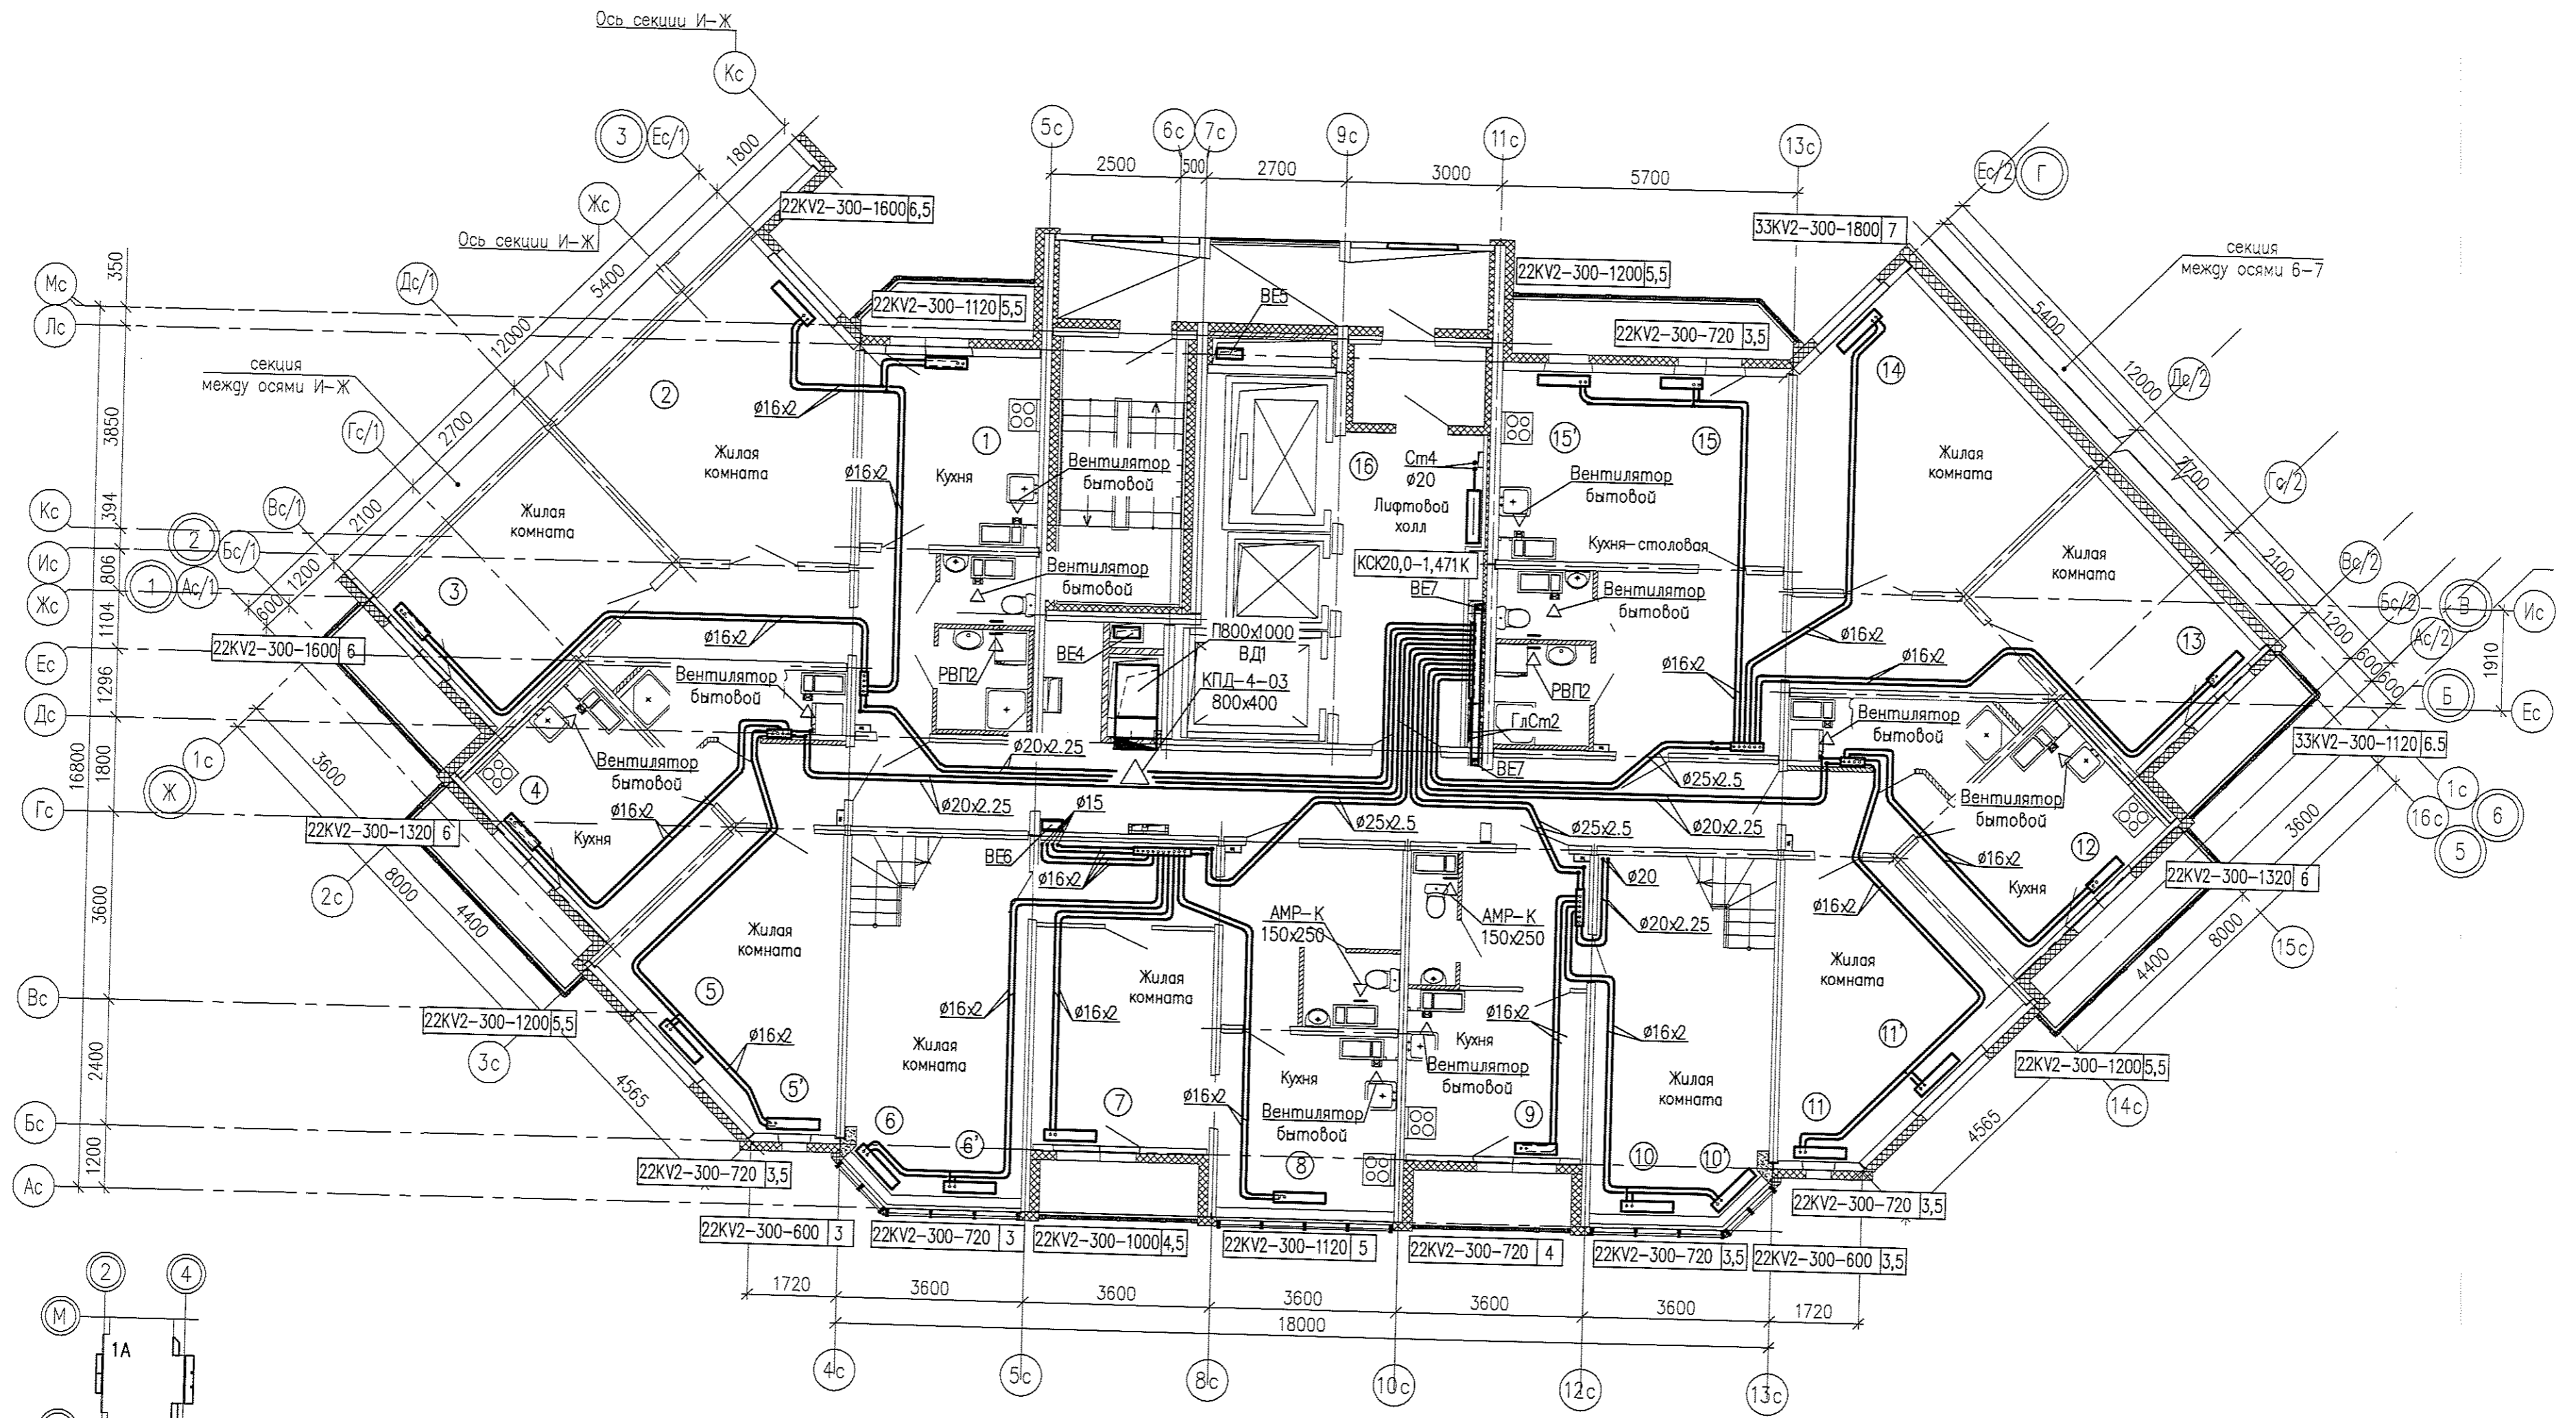 Ось секции И-Ж
Кс
3
Ес/1
1800
5с
6с
7с
9с
11с
13с
2500
500
2700
3000
5700
Ес/2
Г
Жс
Ось секции И-Ж
22KV2-300-1600 6,5
33KV2-300-1800 7
секция
между осями 6-7
350
Мс
Лс
Дс/1
5400
12000
22KV2-300-1120 5,5
ВЕ5
22KV2-300-1200 5,5
22KV2-300-720 3,5
5400
12000
Дс/2
секция
между осями И-Ж
3850
2700
Гс/1
2
ø16x2
14
Жилая
комната
1
15'
15
16
Кухня
Вентилятор
бытовой
Ст4
ø20
Лифтовой
холл
Вентилятор
бытовой
Жилая
комната
2700
Гс/2
ø16x2
394
Кс
2
Вс/1
2100
Жилая
комната
Кухня-столовая
Жилая
комната
2100
Вс/2
Ис
806
Бс/1
1200
1
Ас/1
600
Жс
1104
3
Вентилятор
бытовой
КСК20,0-1,471К
ВЕ7
Вентилятор
бытовой
1200
Бс/2
В
Ис
Ас/2
600
600
1910
22KV2-300-1600 6
ø16x2
ВЕ4
П800x1000
ВД1
ø16x2
ø16x2
ø16x2
13
Ес
1296
Вентилятор
бытовой
РВП2
КПД-4-03
800x400
РВП2
Вентилятор
бытовой
Б
Ес
Дс
ГлСт2
33KV2-300-1120 6.5
16800
1800
1с
Ж
3600
Вентилятор
бытовой
ø20x2.25
ВЕ7
ø25x2.5
1с
6
16с
5
4
ø16x2
ø20x2.25
ø15
ø25x2.5
ø25x2.5
ø20x2.25
Вентилятор
бытовой
3600
Гс
22KV2-300-1320 6
Кухня
ВЕ6
ø16x2
12
ø16x2
Кухня
22KV2-300-1320 6
2с
8000
4400
3600
Жилая
комната
АМР-К
150x250
АМР-К
150x250
ø20
ø20x2.25
ø16x2
15с
8000
4400
Вс
5
Жилая
комната
Жилая
комната
22KV2-300-1200 5,5
3с
ø16x2
ø16x2
ø16x2
ø16x2
ø16x2
11'
2400
4565
Жилая
комната
5'
Кухня
Кухня
Вентилятор
бытовой
Жилая
комната
22KV2-300-1200 5,5
14с
Бс
1200
6
6'
7
ø16x2
Вентилятор
бытовой
9
11
4565
Ас
22KV2-300-720 3,5
8
10
10'
22KV2-300-720 3,5
22KV2-300-600 3
22KV2-300-720 3
22KV2-300-1000 4,5
22KV2-300-1120 5
22KV2-300-720 4
22KV2-300-720 3,5
22KV2-300-600 3,5
2
4
1720
3600
3600
3600
3600
3600
1720
М
18000
1А
4с
5с
8с
10с
12с
13с